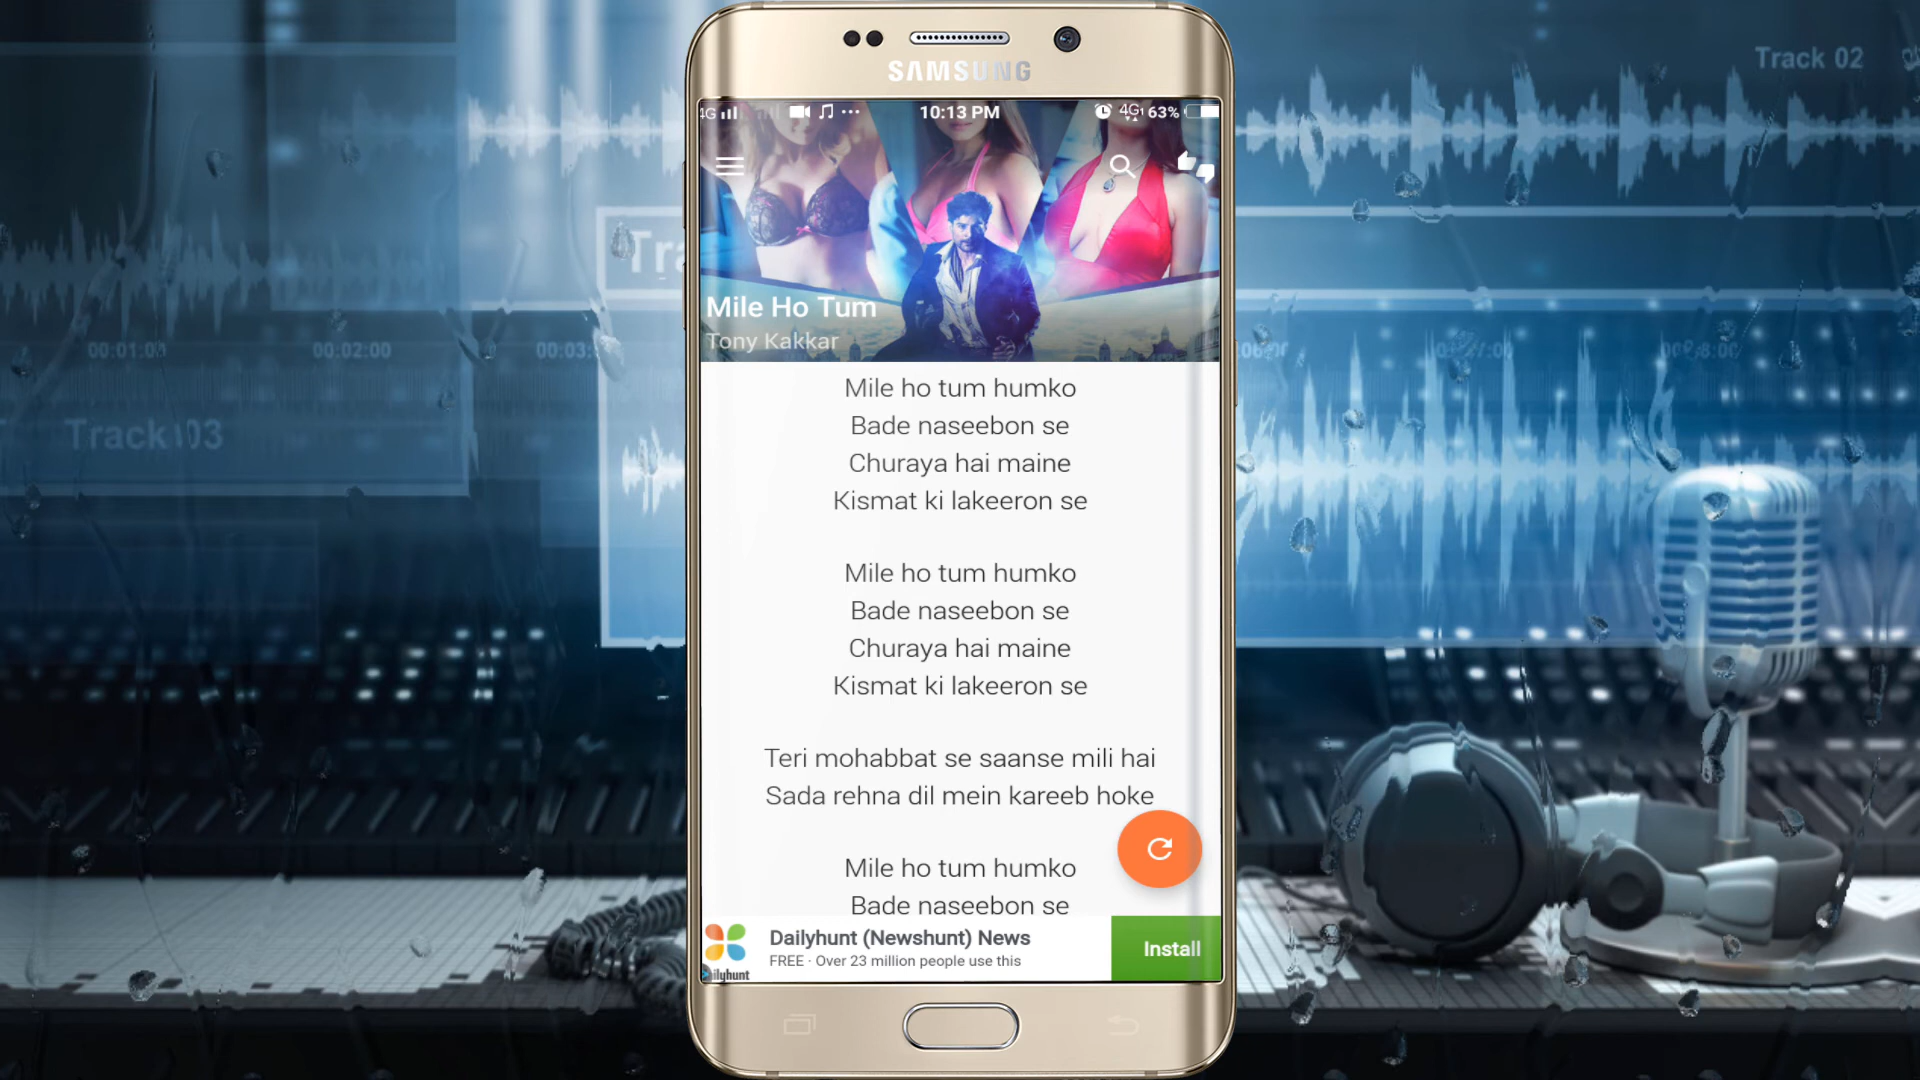 SAMSUNG
4G
10:13 PM
4G
63%
Mile Ho Tum
Tony Kakkar
Mile ho tum humko
Bade naseebon se
Churaya hai maine
Kismat ki lakeeron se
Mile ho tum humko
Bade naseebon se
Churaya hai maine
Kismat ki lakeeron se
Teri mohabbat se saanse mili hai
Sada rehna dil mein kareeb hoke
Mile ho tum humko
Bade naseebon se
Dailyhunt (Newshunt) News
FREE · Over 23 million people use this
Install
Track 02
00:02:00
Track 03